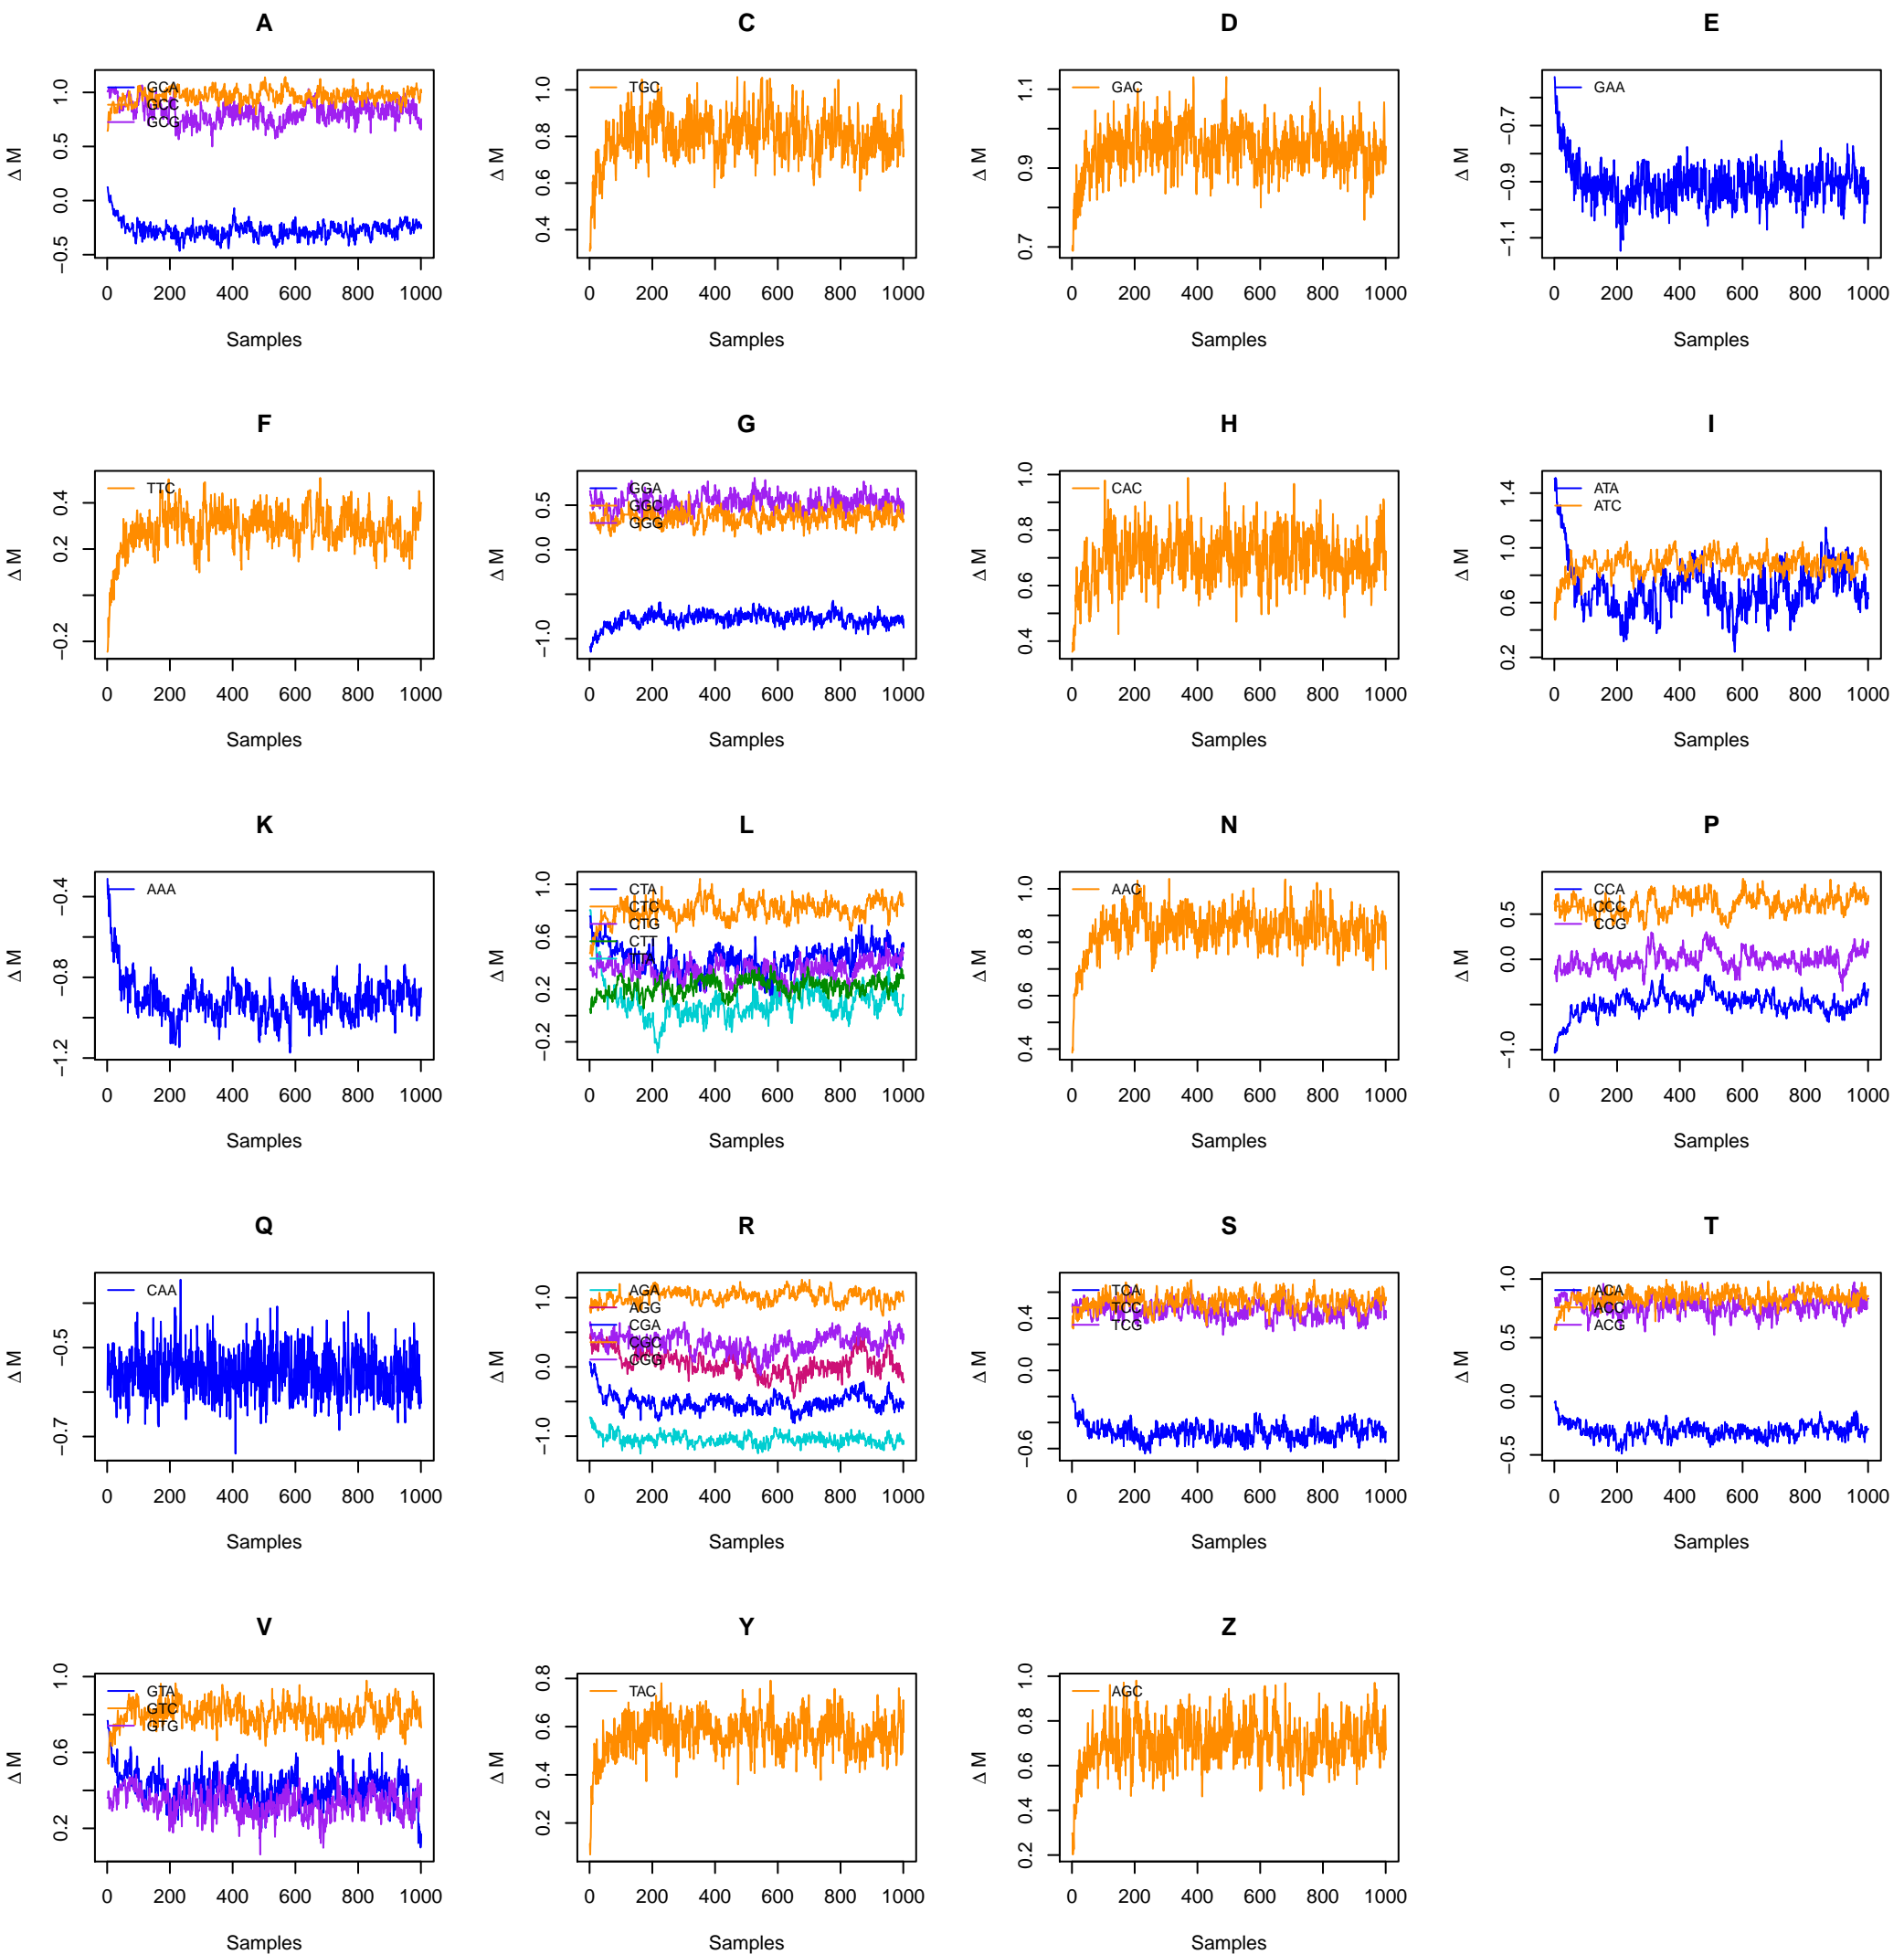 A
Δ M
1.0
0.5
0.0
−0.5
GCA
GCC
GCG
0 200 400 600 800 1000
Samples
C
Δ M
1.0
0.8
0.6
0.4
TGC
0 200 400 600 800 1000
Samples
D
Δ M
1.1
0.9
0.7
GAC
0 200 400 600 800 1000
Samples
E
Δ M
−0.7
−0.9
−1.1
GAA
0 200 400 600 800 1000
Samples
F
Δ M
0.4
0.2
−0.2
TTC
0 200 400 600 800 1000
Samples
G
Δ M
0.5
0.0
−1.0
GGA
GGC
GGG
0 200 400 600 800 1000
Samples
H
Δ M
1.0
0.8
0.6
0.4
CAC
0 200 400 600 800 1000
Samples
I
Δ M
1.4
1.0
0.6
0.2
ATA
ATC
0 200 400 600 800 1000
Samples
K
Δ M
−0.4
−0.8
−1.2
AAA
0 200 400 600 800 1000
Samples
L
Δ M
1.0
0.6
0.2
−0.2
CTA
CTC
CTG
CTT
TTA
0 200 400 600 800 1000
Samples
N
Δ M
1.0
0.8
0.6
0.4
AAC
0 200 400 600 800 1000
Samples
P
Δ M
0.5
0.0
−1.0
CCA
CCC
CCG
0 200 400 600 800 1000
Samples
Q
Δ M
−0.5
−0.7
CAA
0 200 400 600 800 1000
Samples
R
Δ M
1.0
0.0
−1.0
AGA
AGG
CGA
CGC
CGG
0 200 400 600 800 1000
Samples
S
Δ M
0.4
0.0
−0.6
TCA
TCC
TCG
0 200 400 600 800 1000
Samples
T
Δ M
1.0
0.5
0.0
−0.5
ACA
ACC
ACG
0 200 400 600 800 1000
Samples
V
Δ M
1.0
0.6
0.2
GTA
GTC
GTG
0 200 400 600 800 1000
Samples
Y
Δ M
0.8
0.6
0.4
0.2
TAC
0 200 400 600 800 1000
Samples
Z
Δ M
1.0
0.8
0.6
0.4
0.2
AGC
0 200 400 600 800 1000
Samples